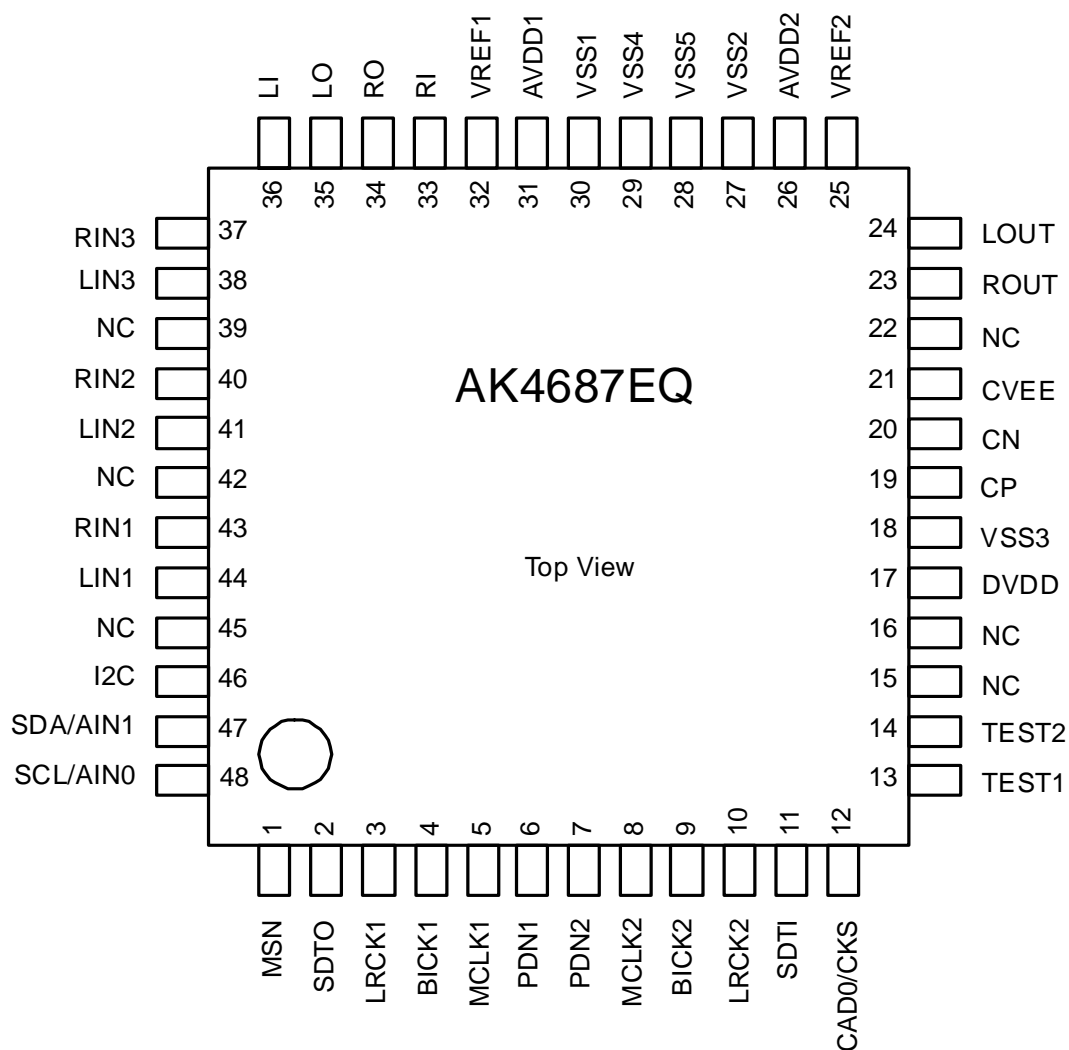 LI
LO
RO
RI
VREF1
AVDD1
VSS1
VSS4
VSS5
VSS2
AVDD2
VREF2
36
35
34
33
32
31
30
29
28
27
26
25
RIN3 37
LIN3 38
NC 39
RIN2 40
LIN2 41
NC 42
RIN1 43
LIN1 44
NC 45
I2C 46
SDA/AIN1 47
SCL/AIN0 48
AK4687EQ
Top View
24 LOUT
23 ROUT
22 NC
21 CVEE
20 CN
19 CP
18 VSS3
17 DVDD
16 NC
15 NC
14 TEST2
13 TEST1
1
2
3
4
5
6
7
8
9
10
11
12
MSN
SDTO
LRCK1
BICK1
MCLK1
PDN1
PDN2
MCLK2
BICK2
LRCK2
SDTI
CAD0/CKS